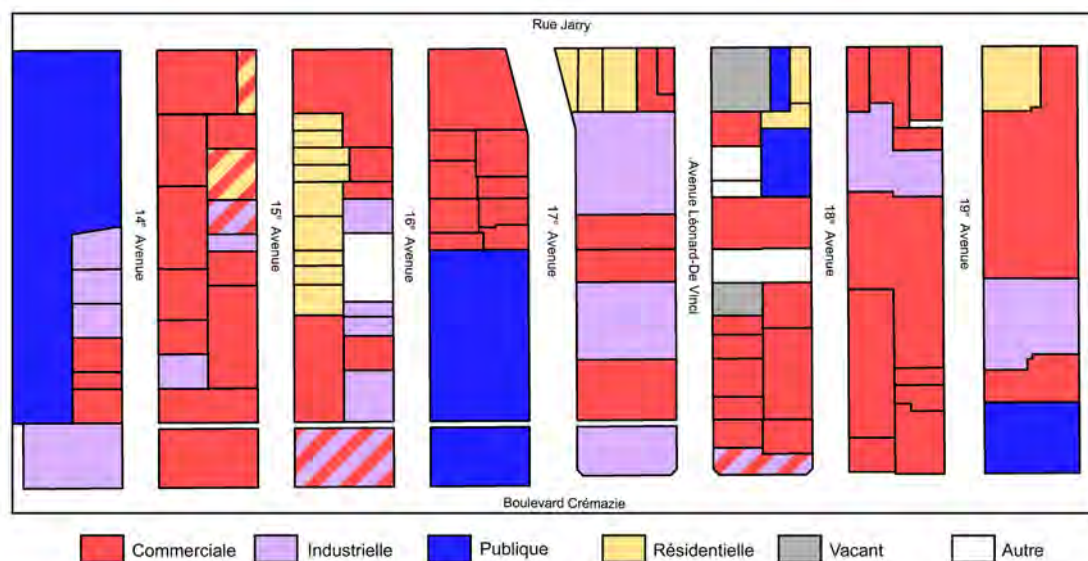 Rue Jarry
14e Avenue
15e Avenue
16e Avenue
17e Avenue
Avenue Léonard-De Vinci
18e Avenue
19e Avenue
Boulevard Crémazie
Commerciale
Industrielle
Publique
Résidentielle
Vacant
Autre